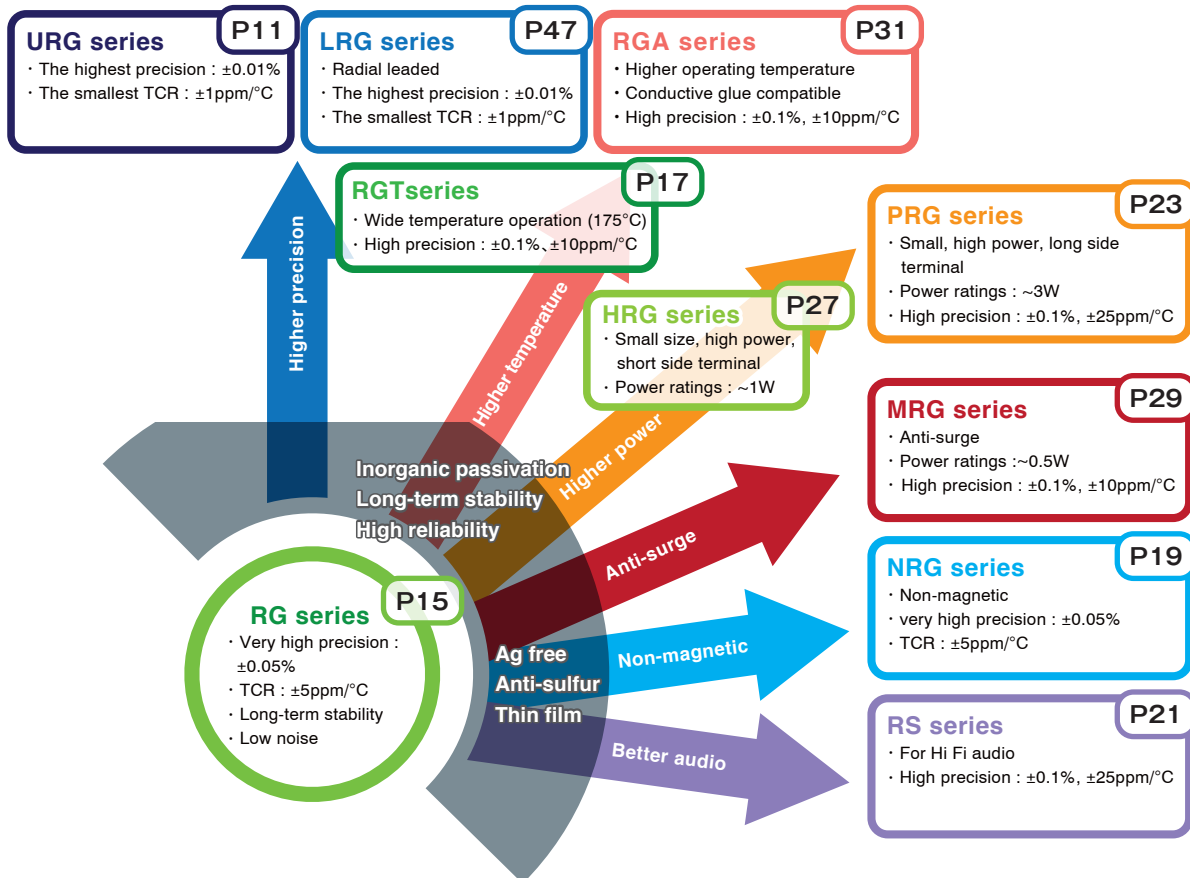 URG series
P11
· The highest precision : ±0.01%
· The smallest TCR : ±1ppm/°C
LRG series
P47
· Radial leaded
· The highest precision : ±0.01%
· The smallest TCR : ±1ppm/°C
RGA series
P31
· Higher operating temperature
· Conductive glue compatible
· High precision : ±0.1%, ±10ppm/°C
RGTseries
P17
· Wide temperature operation (175°C)
· High precision : ±0.1%、±10ppm/°C
PRG series
P23
· Small, high power, long side
terminal
· Power ratings : ~3W
· High precision : ±0.1%, ±25ppm/°C
HRG series
P27
· Small size, high power,
short side terminal
· Power ratings : ~1W
MRG series
P29
· Anti-surge
· Power ratings :~0.5W
· High precision : ±0.1%, ±10ppm/°C
NRG series
P19
· Non-magnetic
· very high precision : ±0.05%
· TCR : ±5ppm/°C
RS series
P21
· For Hi Fi audio
· High precision : ±0.1%, ±25ppm/°C
Higher precision
Higher temperature
Higher power
Anti-surge
Non-magnetic
Better audio
Inorganic passivation
Long-term stability
High reliability
Ag free
Anti-sulfur
Thin film
RG series
P15
· Very high precision :
±0.05%
· TCR : ±5ppm/°C
· Long-term stability
· Low noise